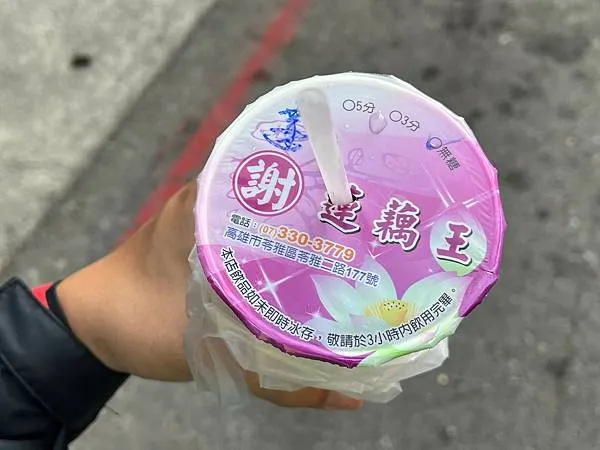 ○5分 ○3分 ○無糖
謝
蓮藕王
電話：(07)330-3779
高雄市苓雅區苓雅二路177號
本店飲品如未即時冰存，敬請於3小時內飲用完畢。